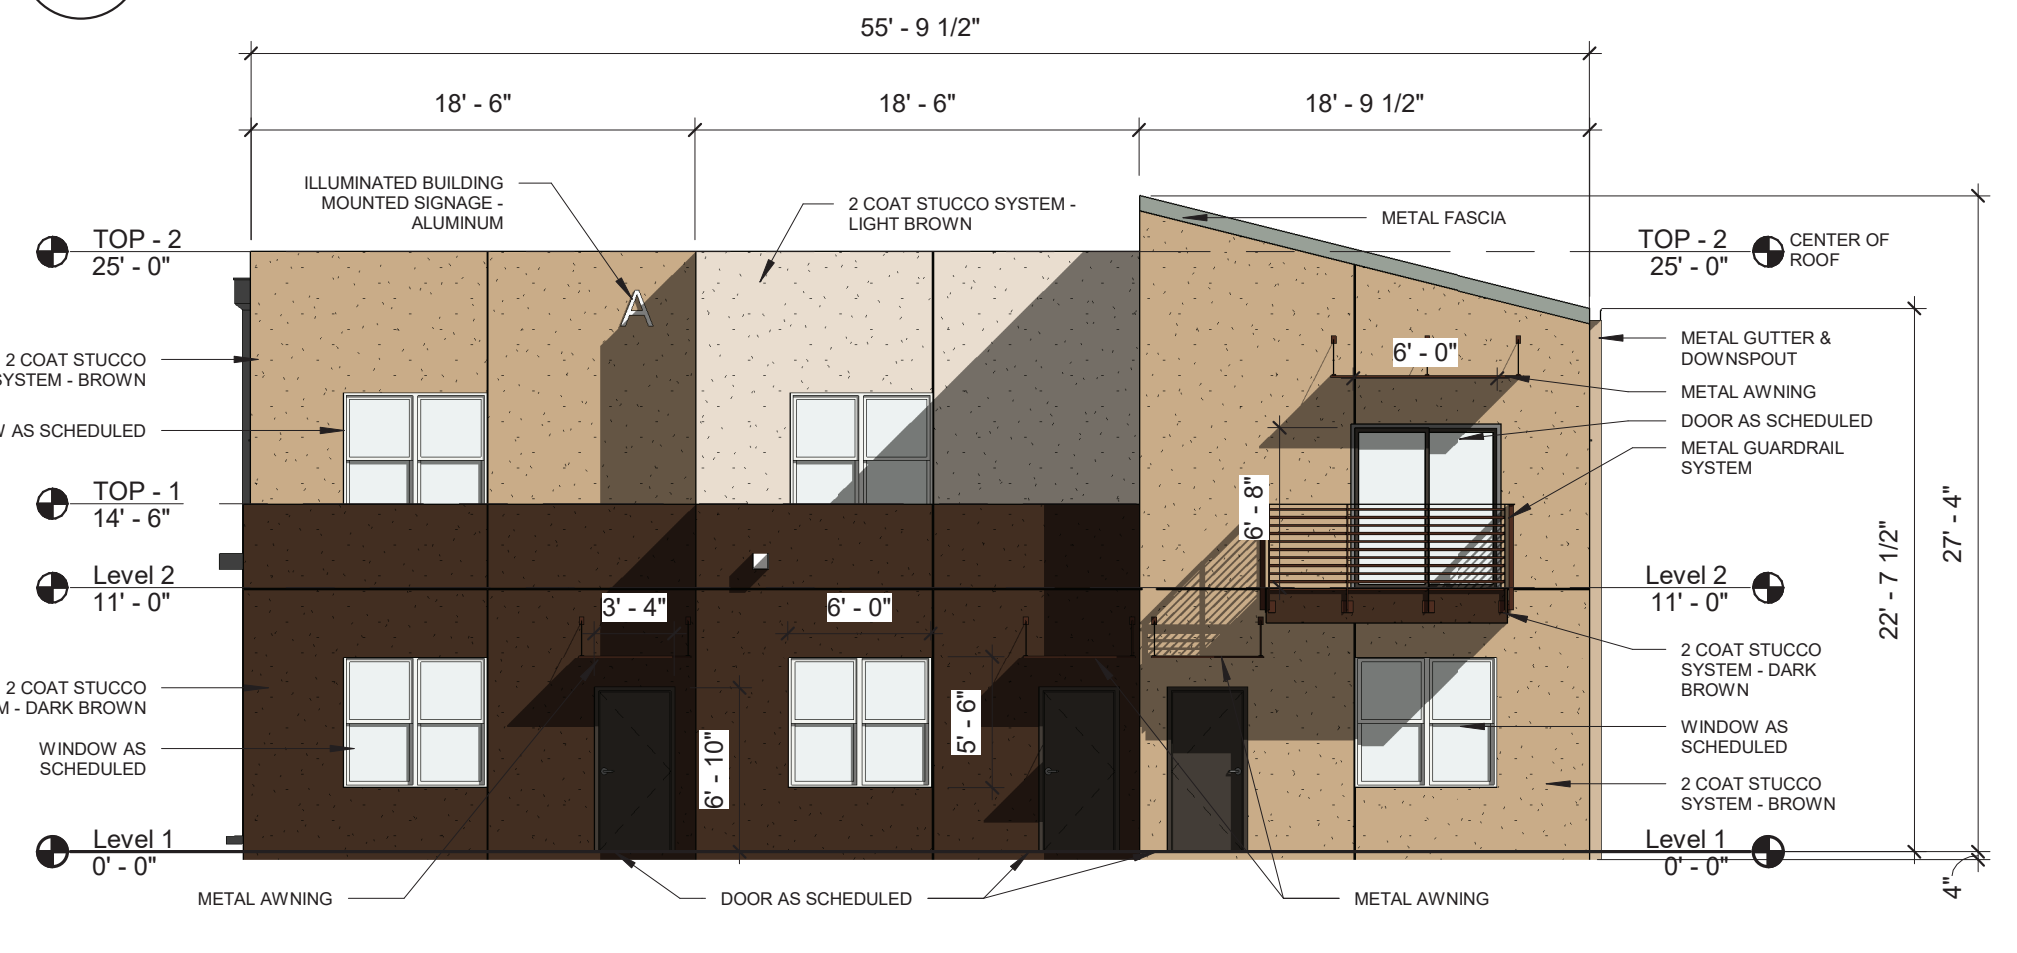 55' - 9 1/2"
18' - 6"
18' - 6"
18' - 9 1/2"
ILLUMINATED BUILDING
MOUNTED SIGNAGE -
ALUMINUM
2 COAT STUCCO SYSTEM -
LIGHT BROWN
METAL FASCIA
TOP - 2
25' - 0"
TOP - 2
25' - 0"
CENTER OF
ROOF
A
2 COAT STUCCO
SYSTEM - BROWN
6' - 0"
METAL GUTTER &
DOWNSPOUT
METAL AWNING
DOOR AS SCHEDULED
METAL GUARDRAIL
SYSTEM
W AS SCHEDULED
TOP - 1
14' - 6"
6' - 8"
27' - 4"
22' - 7 1/2"
Level 2
11' - 0"
Level 2
11' - 0"
3' - 4"
6' - 0"
2 COAT STUCCO
SYSTEM - DARK
BROWN
2 COAT STUCCO
M - DARK BROWN
5' - 6"
6' - 10"
WINDOW AS
SCHEDULED
WINDOW AS
SCHEDULED
2 COAT STUCCO
SYSTEM - BROWN
Level 1
0' - 0"
Level 1
0' - 0"
4"
METAL AWNING
DOOR AS SCHEDULED
METAL AWNING